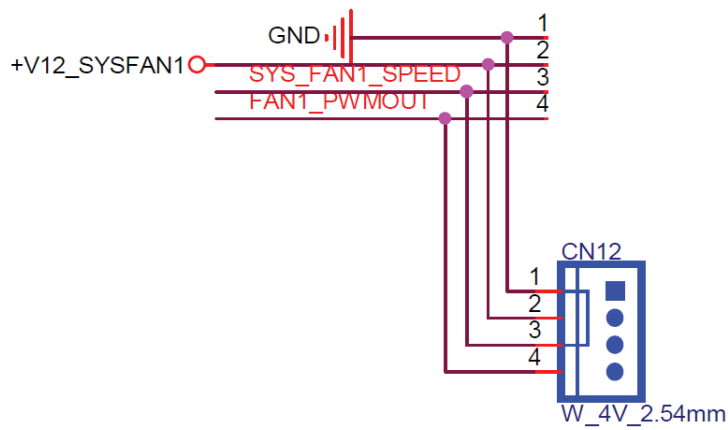 GND
1
+V12_SYSFAN1
2
SYS_FAN1_SPEED
3
FAN1_PWMOUT
4
CN12
1
2
3
4
W_4V_2.54mm